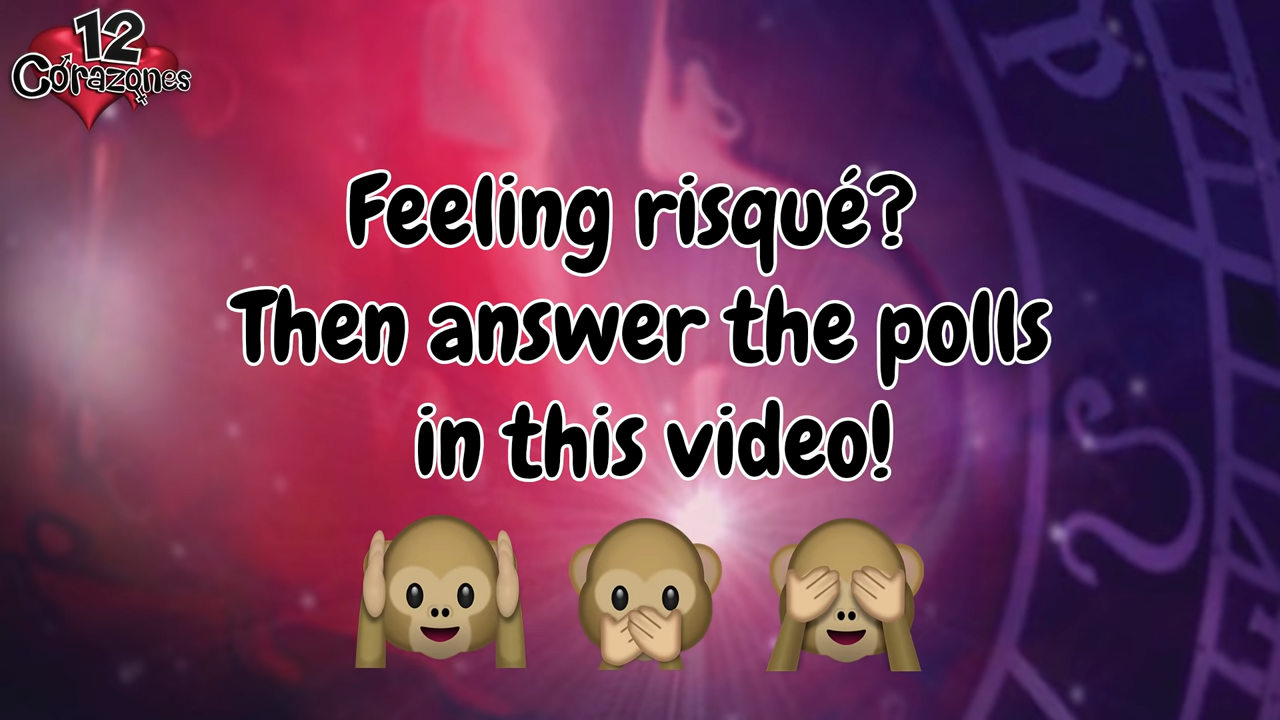 12
Corazones
Feeling risqué?
Then answer the polls
in this video!